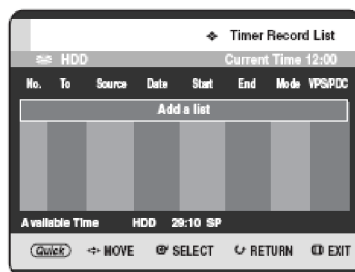 Timer Record List
HDD Current Time 12:00
No. To Source Date Start End Mode VPS/PDC
Add a list
Available Time HDD 29:10 SP
Quick MOVE SELECT RETURN EXIT